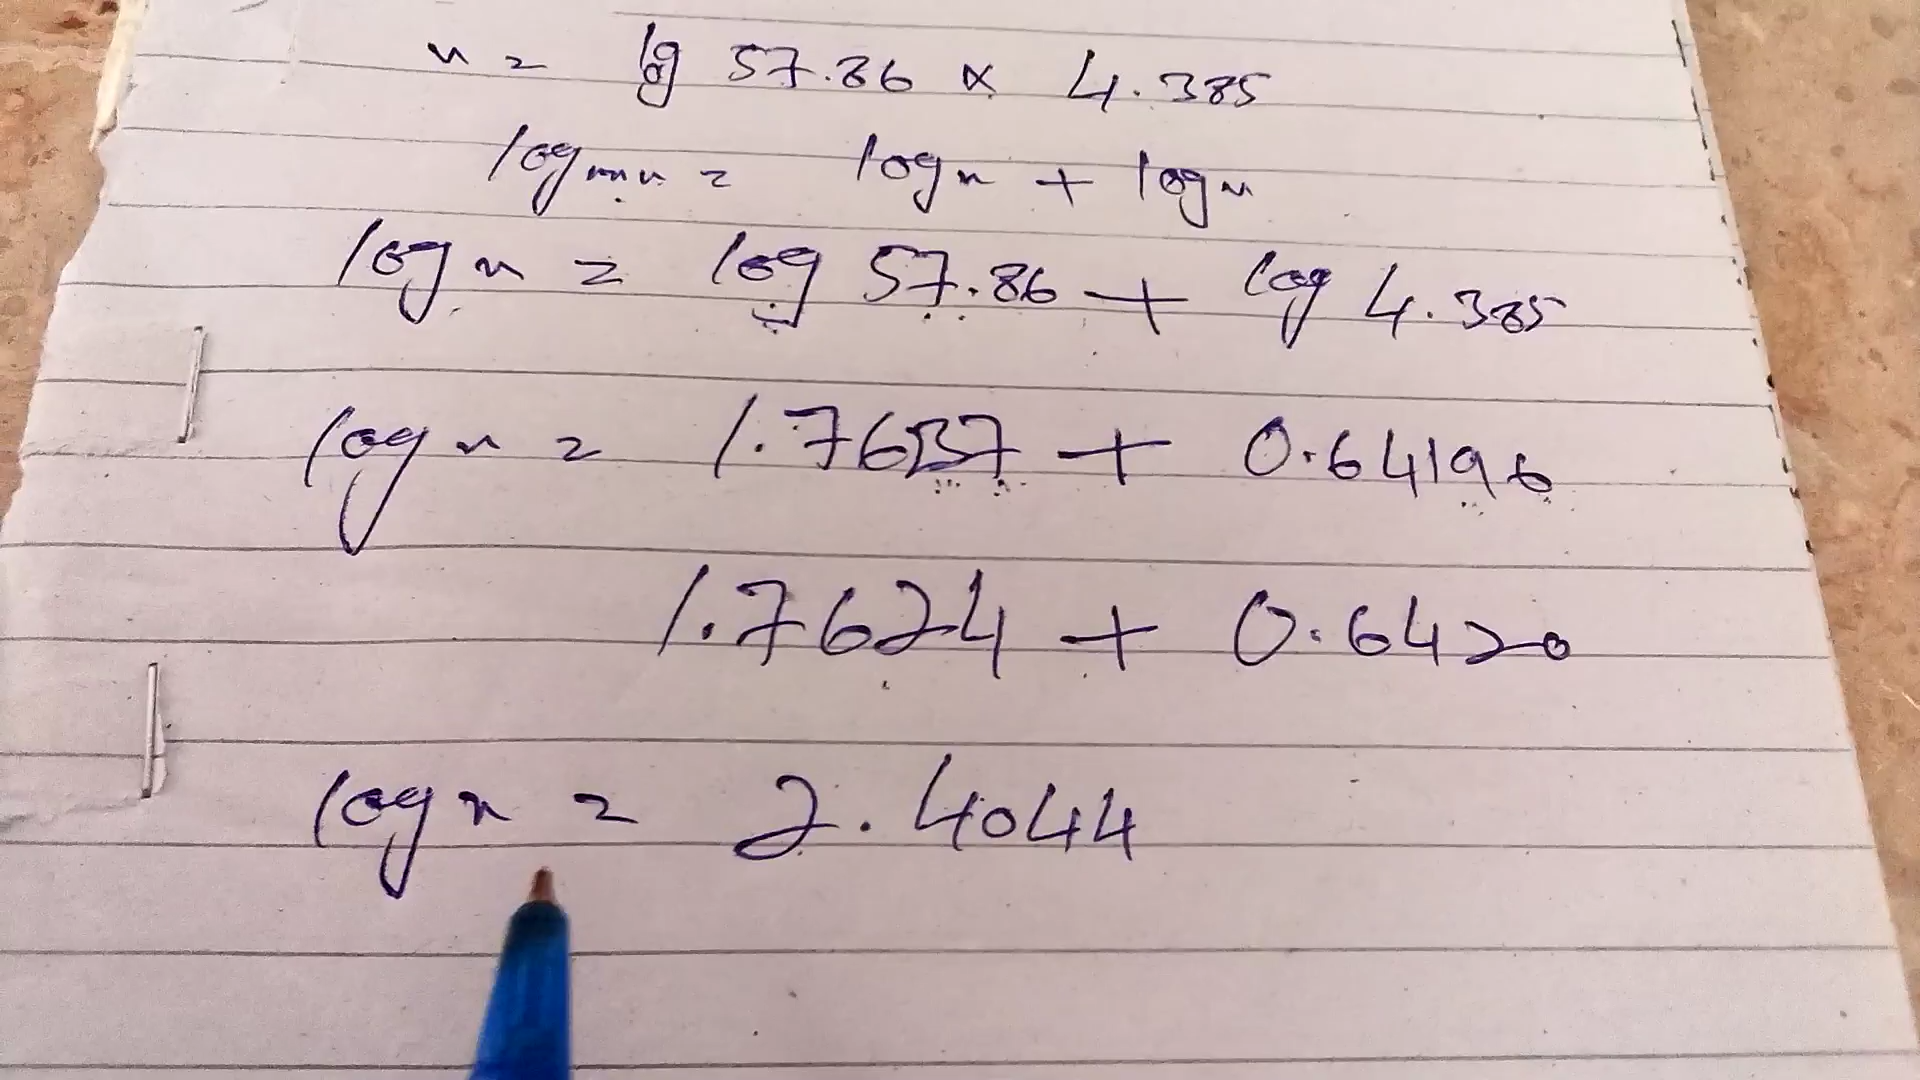 x = log 57.86 × 4.385
log mn = log m + log n
log x = log 57.86 + log 4.385
log x = 1.76237 + 0.64196
1.7624 + 0.6420
log x = 2.4044